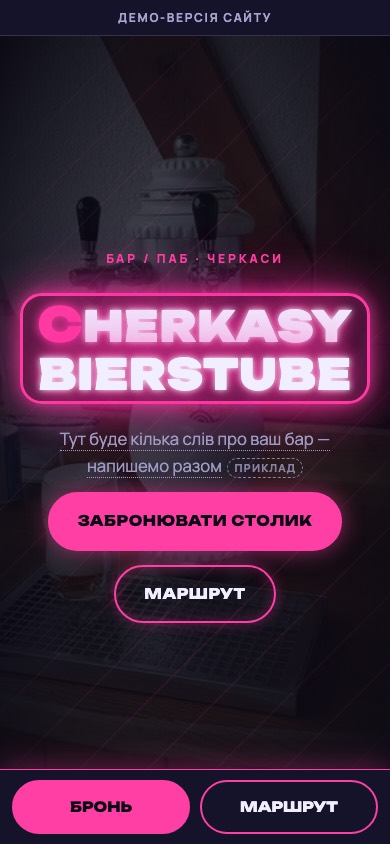 ДЕМО-ВЕРСІЯ САЙТУ
БАР / ПАБ · ЧЕРКАСИ
CHERKASY
BIERSTUBE
Тут буде кілька слів про ваш бар —
напишемо разом ПРИКЛАД
ЗАБРОНЮВАТИ СТОЛИК
МАРШРУТ
БРОНЬ МАРШРУТ